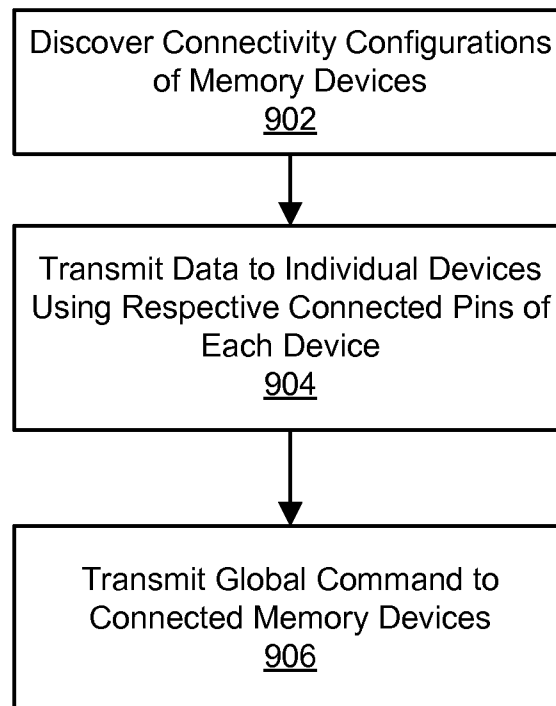 Discover Connectivity Configurations
of Memory Devices
902
Transmit Data to Individual Devices
Using Respective Connected Pins of
Each Device
904
Transmit Global Command to
Connected Memory Devices
906